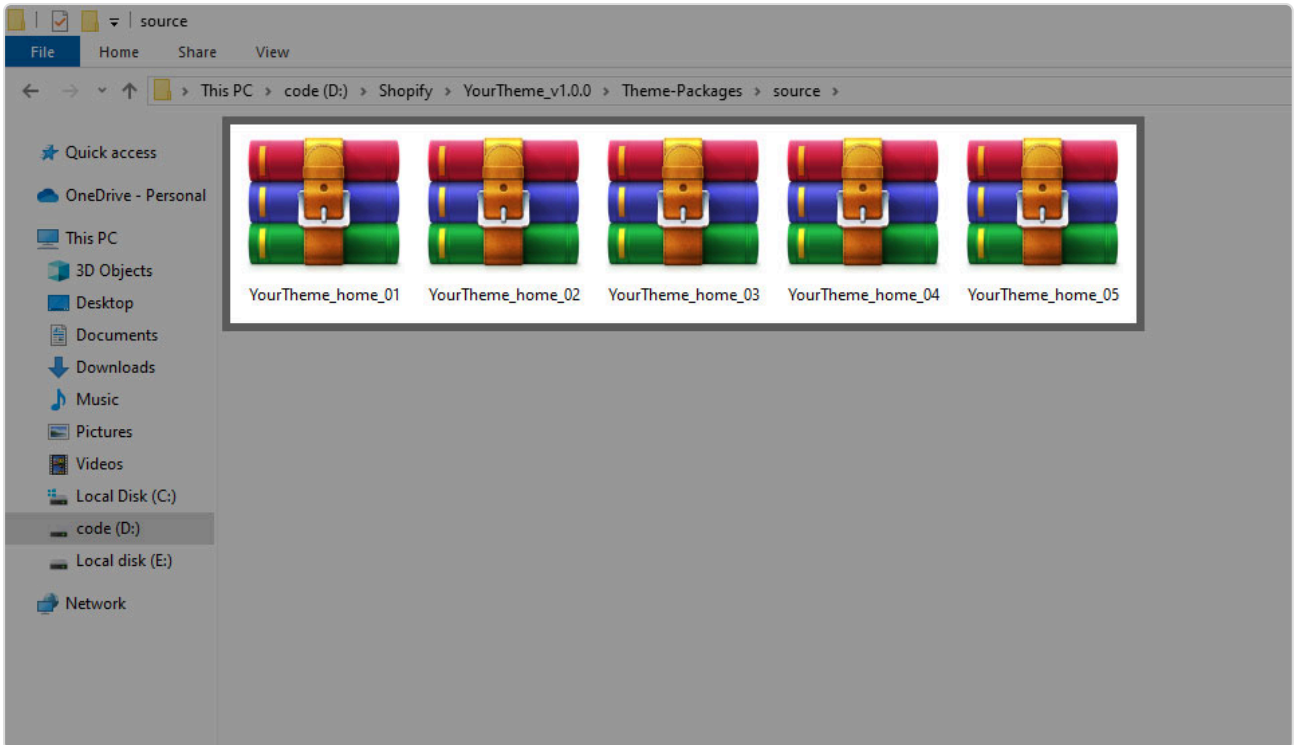 source
File Home Share View
This PC > code (D:) > Shopify > YourTheme_v1.0.0 > Theme-Packages > source >
Quick access
OneDrive - Personal
This PC
3D Objects
Desktop
Documents
Downloads
Music
Pictures
Videos
Local Disk (C:)
code (D:)
Local disk (E:)
Network
YourTheme_home_01 YourTheme_home_02 YourTheme_home_03 YourTheme_home_04 YourTheme_home_05